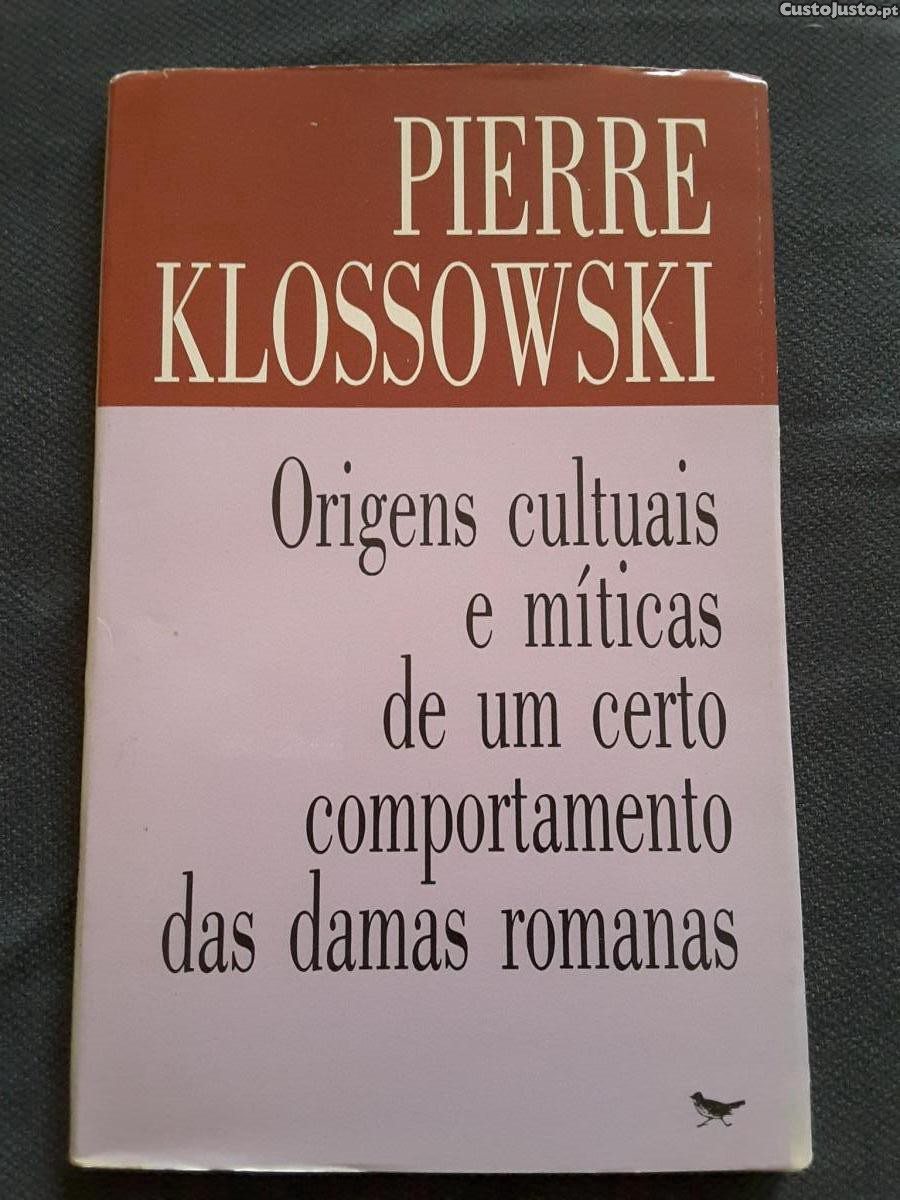 CustoJusto.pt
PIERRE
KLOSSOWSKI
Origens cultuais
e míticas
de um certo
comportamento
das damas romanas